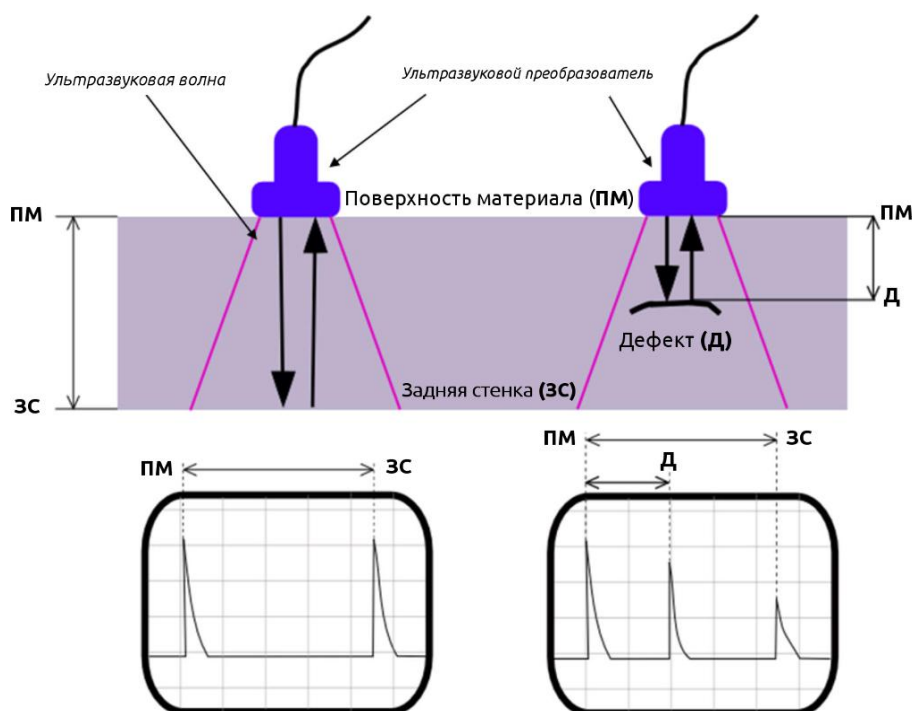 Ультразвуковая волна
Ультразвуковой преобразователь
Поверхность материала (ПМ)
ПМ
ПМ
Д
Дефект (Д)
Задняя стенка (ЗС)
ЗС
ПМ
ЗС
ПМ
ЗС
Д